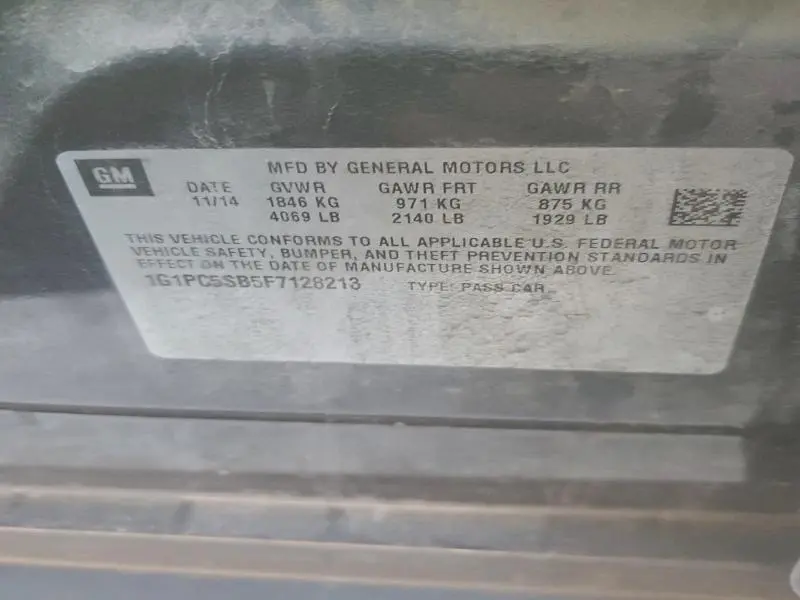 GM
MFD BY GENERAL MOTORS LLC
DATE GVWR GAWR FRT GAWR RR
11/14 1846 KG 971 KG 875 KG
4069 LB 2140 LB 1929 LB
THIS VEHICLE CONFORMS TO ALL APPLICABLE U.S. FEDERAL MOTOR
VEHICLE SAFETY, BUMPER, AND THEFT PREVENTION STANDARDS IN
EFFECT ON THE DATE OF MANUFACTURE SHOWN ABOVE.
1G1PC5SB5F7128213 TYPE: PASS CAR